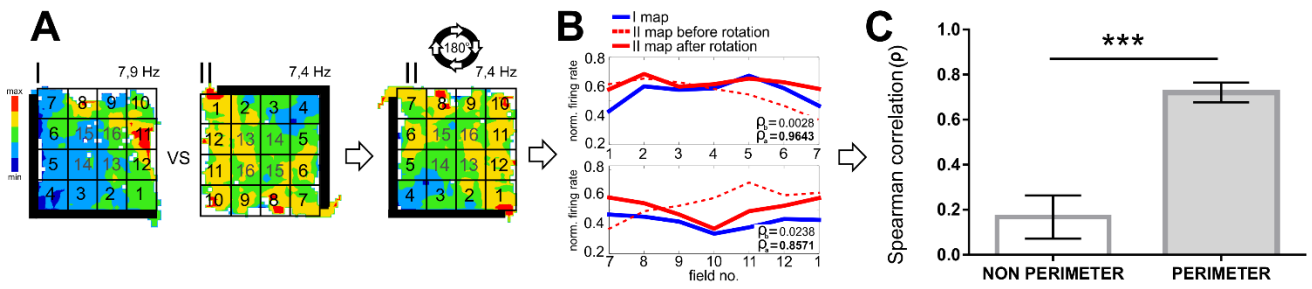 A
I
7,9 Hz
max
min
7 8 9 10
6 15 16 11
5 14 13 12
4 3 2 1
VS
II
7,4 Hz
1 2 3 4
12 13 14 5
11 16 15 6
10 9 8 7
180°
II
7,4 Hz
7 8 9 10
6 15 16 11
5 14 13 12
4 3 2 1
B
I map
II map before rotation
II map after rotation
norm. firing rate
0.8
0.6
0.4
0.2
ρb= 0.0028
ρa= 0.9643
1 2 3 4 5 6 7
norm. firing rate
0.8
0.6
0.4
0.2
ρb= 0.0238
ρa= 0.8571
7 8 9 10 11 12 1
field no.
C
Spearman correlation (ρ)
1.0
0.8
0.6
0.4
0.2
0.0
***
NON PERIMETER
PERIMETER